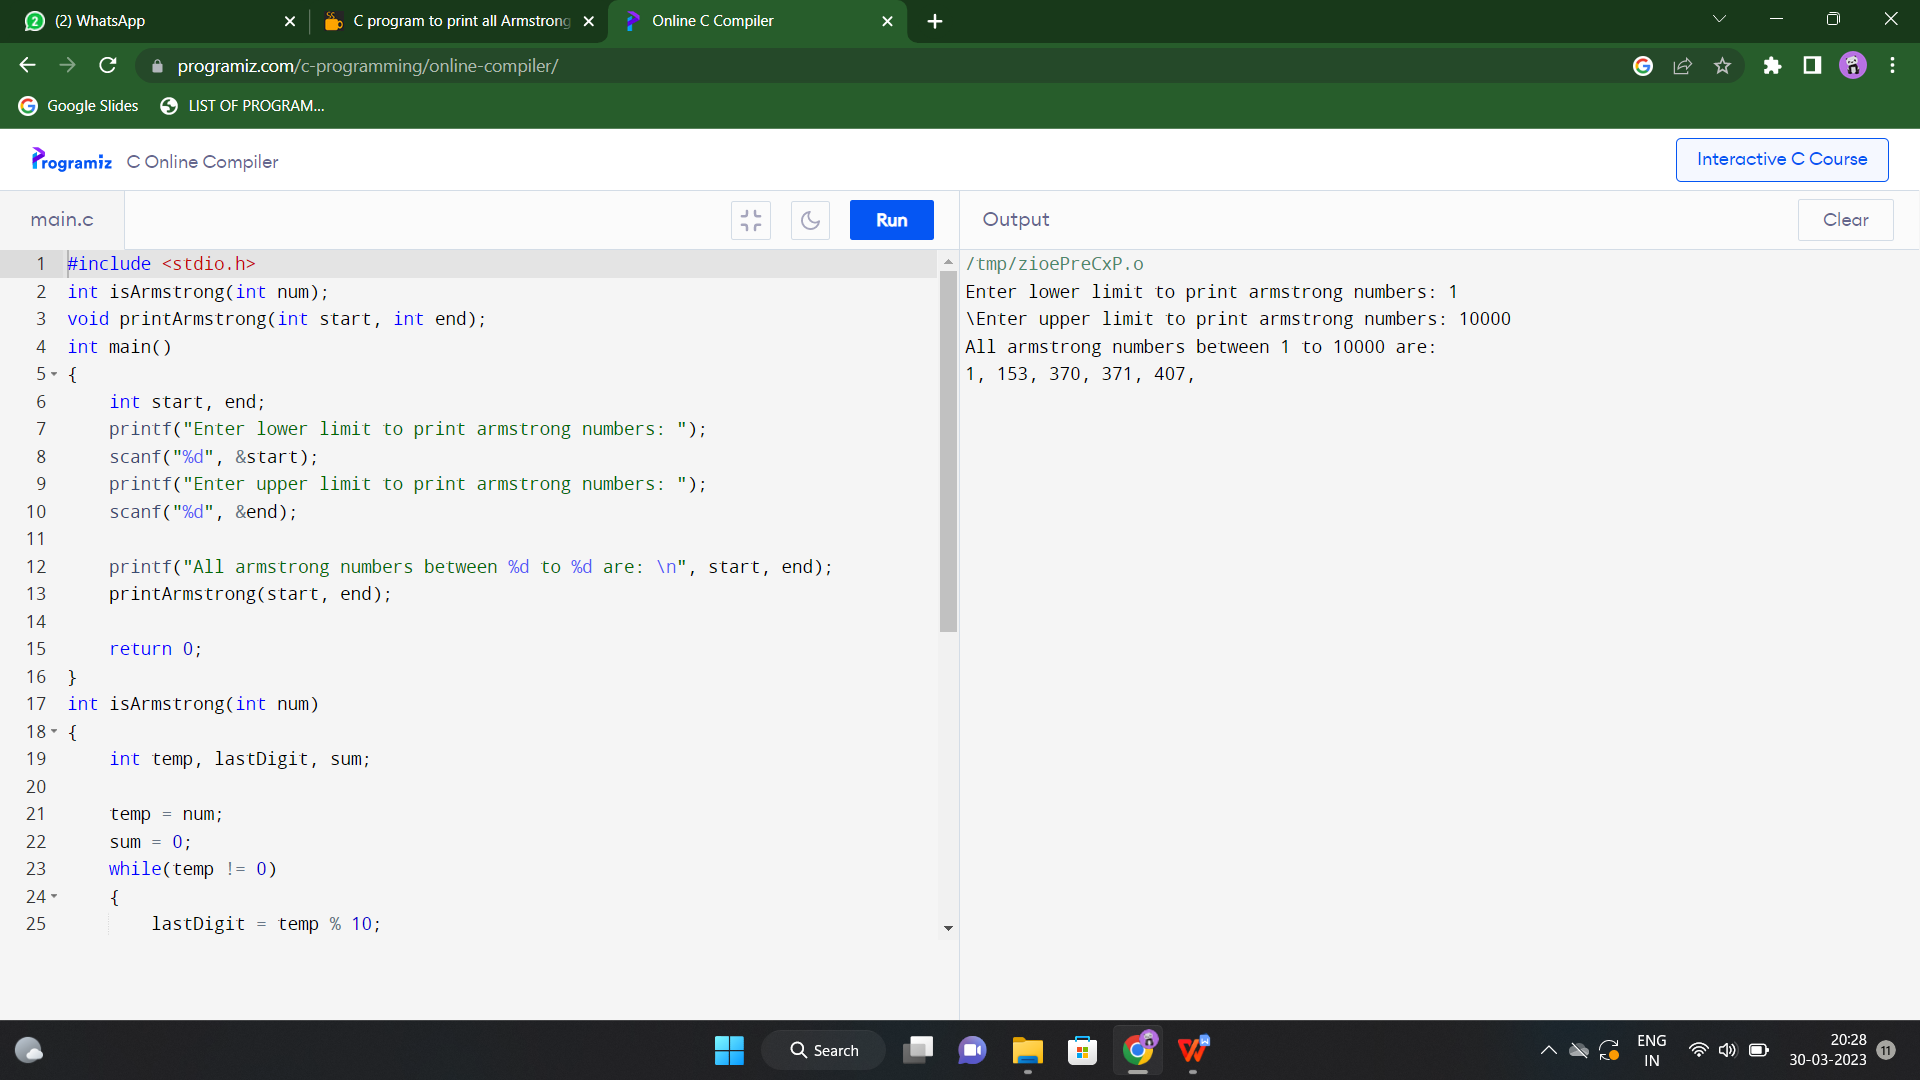 (2) WhatsApp
C program to print all Armstrong
Online C Compiler
programiz.com/c-programming/online-compiler/
Google Slides
LIST OF PROGRAM...
Programiz C Online Compiler
Interactive C Course
main.c
Run
Output
Clear
1 #include <stdio.h>
2 int isArmstrong(int num);
3 void printArmstrong(int start, int end);
4 int main()
5 {
6     int start, end;
7     printf("Enter lower limit to print armstrong numbers: ");
8     scanf("%d", &start);
9     printf("Enter upper limit to print armstrong numbers: ");
10     scanf("%d", &end);
11
12     printf("All armstrong numbers between %d to %d are: \n", start, end);
13     printArmstrong(start, end);
14
15     return 0;
16 }
17 int isArmstrong(int num)
18 {
19     int temp, lastDigit, sum;
20
21     temp = num;
22     sum = 0;
23     while(temp != 0)
24     {
25         lastDigit = temp % 10;
/tmp/zioePreCxP.o
Enter lower limit to print armstrong numbers: 1
\Enter upper limit to print armstrong numbers: 10000
All armstrong numbers between 1 to 10000 are:
1, 153, 370, 371, 407,
Search
ENG
IN
20:28
30-03-2023
11